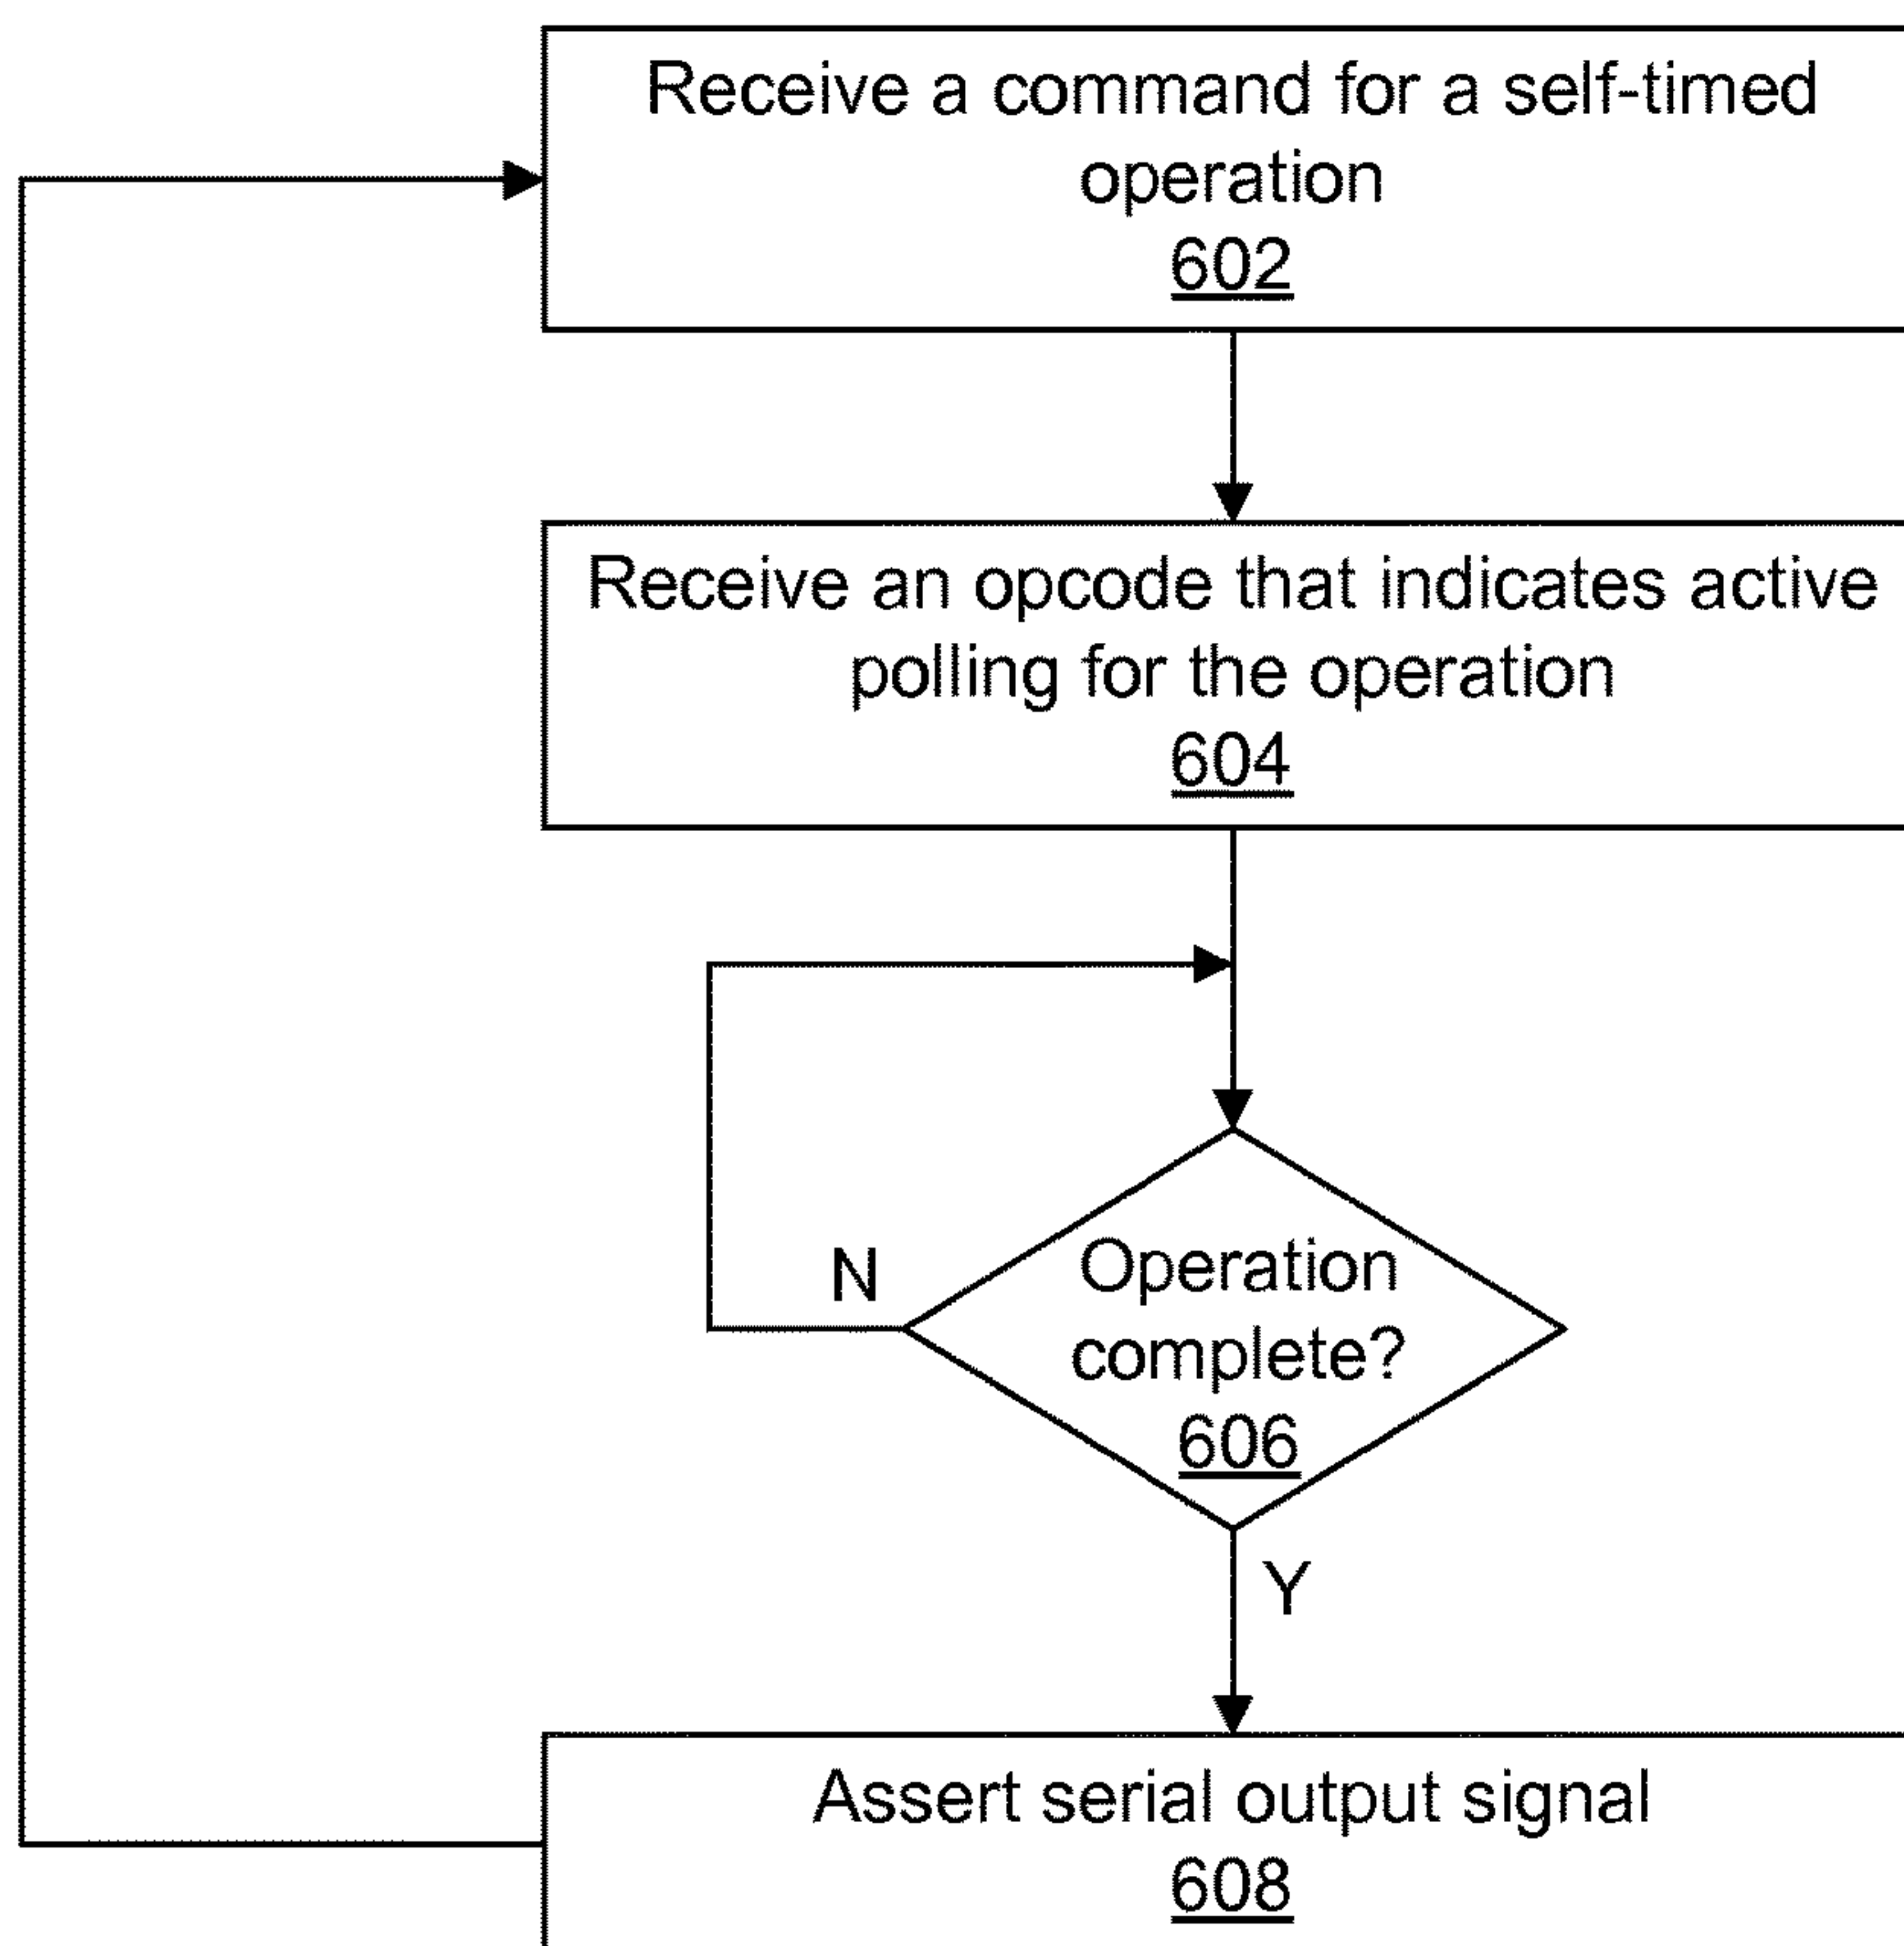 Receive a command for a self-timed
operation
602
Receive an opcode that indicates active
polling for the operation
604
N
Operation
complete?
606
Y
Assert serial output signal
608